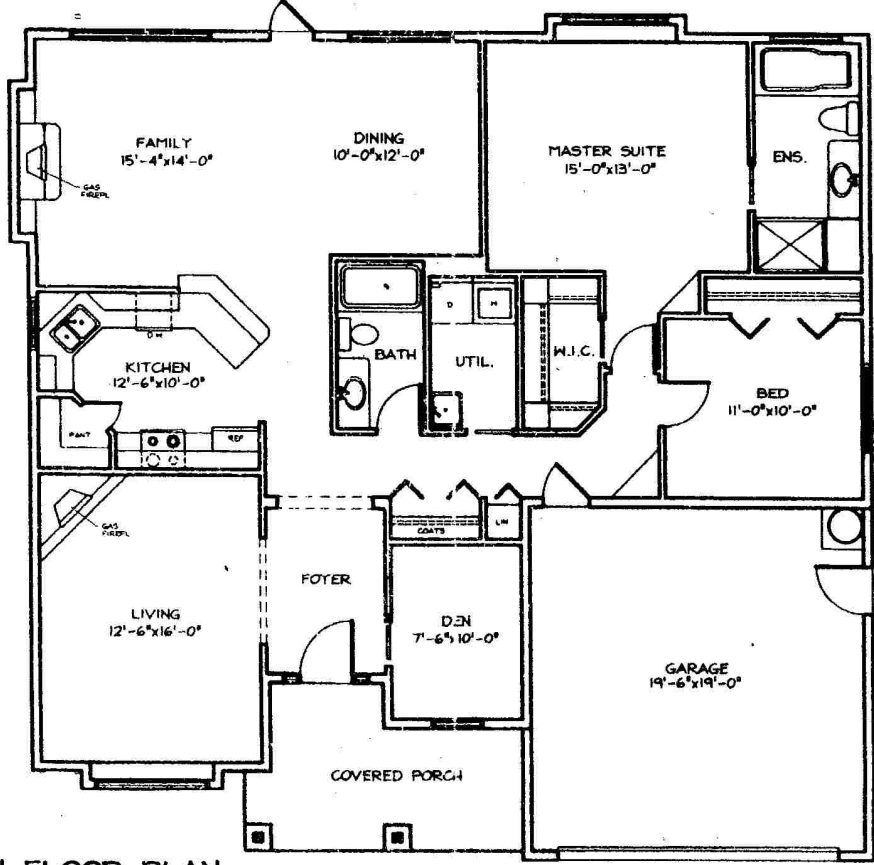 FAMILY
15'-4"x14'-0"
DINING
10'-0"x12'-0"
MASTER SUITE
15'-0"x13'-0"
ENS.
GAS
FIREPL
D
W.I.C.
BATH
UTIL.
DW
KITCHEN
12'-6"x10'-0"
BED
11'-0"x10'-0"
PANT
REF
GAS
FIREPL
COATS
LIN
FOYER
LIVING
12'-6"x16'-0"
DEN
7'-6"x10'-0"
GARAGE
19'-6"x19'-0"
COVERED PORCH
FLOOR PLAN